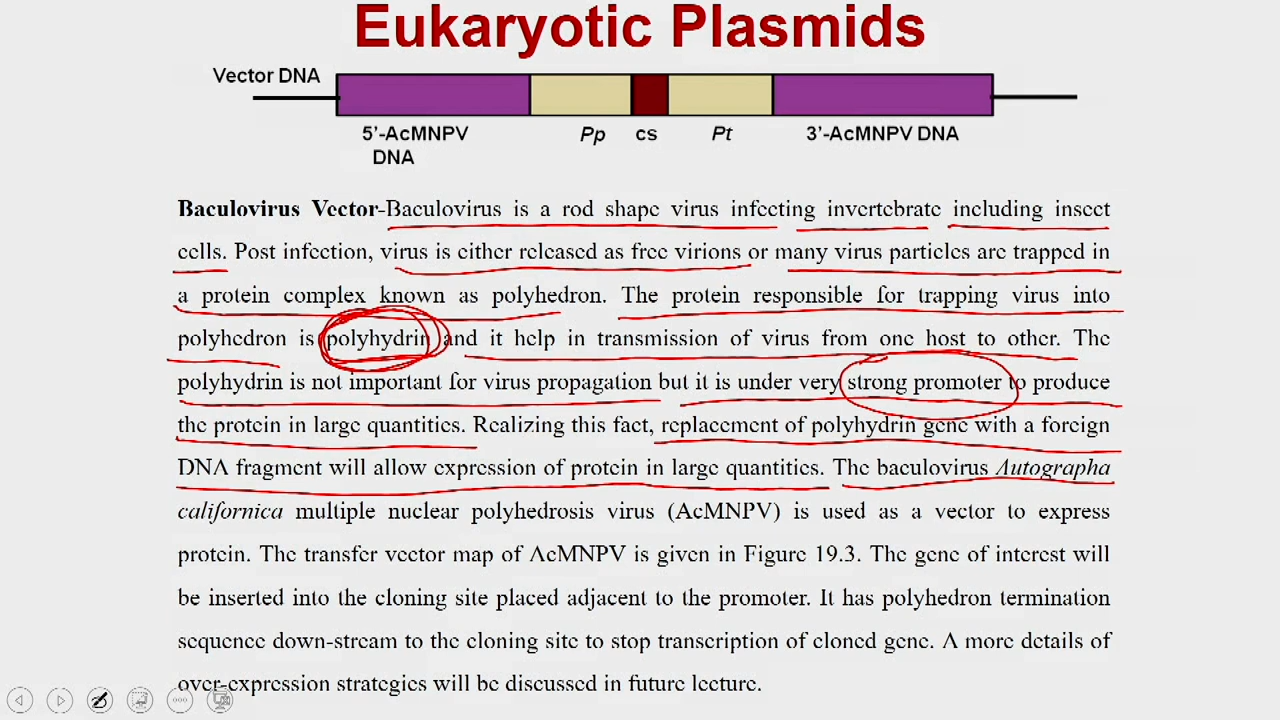 Eukaryotic Plasmids
Vector DNA
5'-AcMNPV DNA
Pp
cs
Pt
3'-AcMNPV DNA
Baculovirus Vector-Baculovirus is a rod shape virus infecting invertebrate including insect
cells. Post infection, virus is either released as free virions or many virus particles are trapped in
a protein complex known as polyhedron. The protein responsible for trapping virus into
polyhedron is polyhydrin and it help in transmission of virus from one host to other. The
polyhydrin is not important for virus propagation but it is under very strong promoter to produce
the protein in large quantities. Realizing this fact, replacement of polyhydrin gene with a foreign
DNA fragment will allow expression of protein in large quantities. The baculovirus Autographa
californica multiple nuclear polyhedrosis virus (AcMNPV) is used as a vector to express
protein. The transfer vector map of AcMNPV is given in Figure 19.3. The gene of interest will
be inserted into the cloning site placed adjacent to the promoter. It has polyhedron termination
sequence down-stream to the cloning site to stop transcription of cloned gene. A more details of
over-expression strategies will be discussed in future lecture.